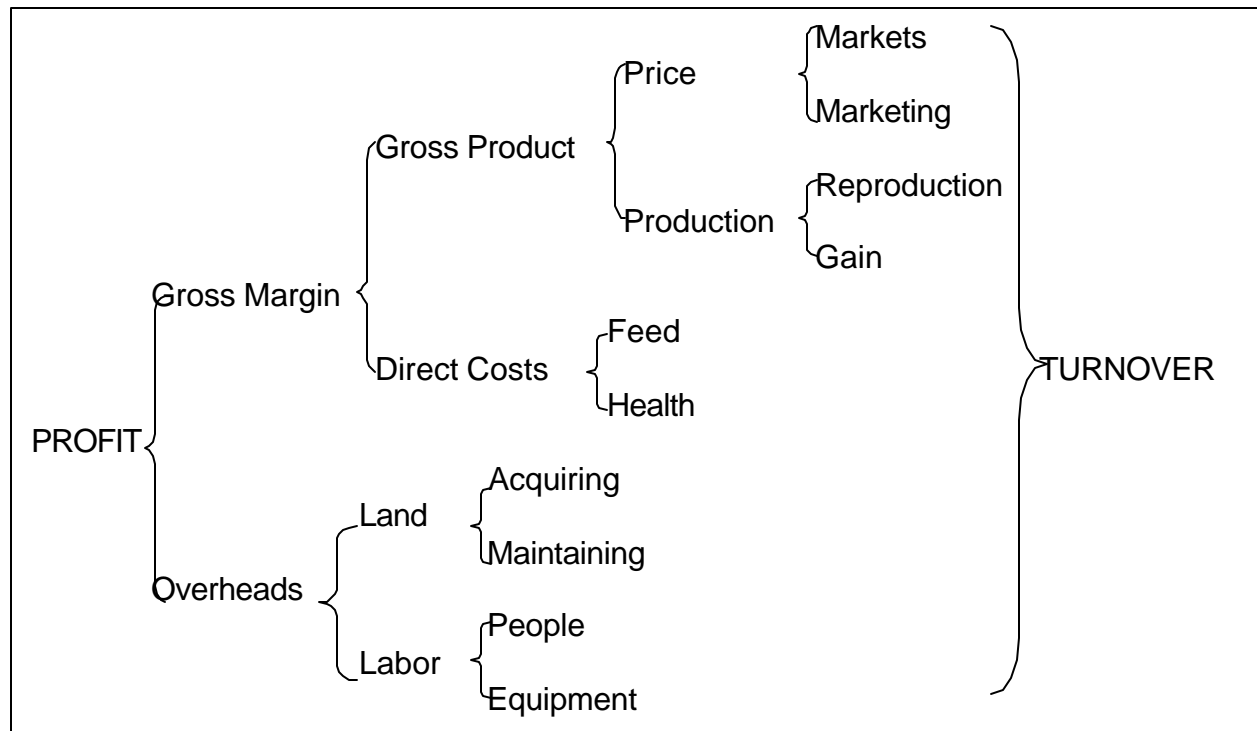 Markets
Price
Marketing
Gross Product
Reproduction
Production
Gain
Gross Margin
Feed
Direct Costs
TURNOVER
Health
PROFIT
Acquiring
Land
Maintaining
Overheads
People
Labor
Equipment